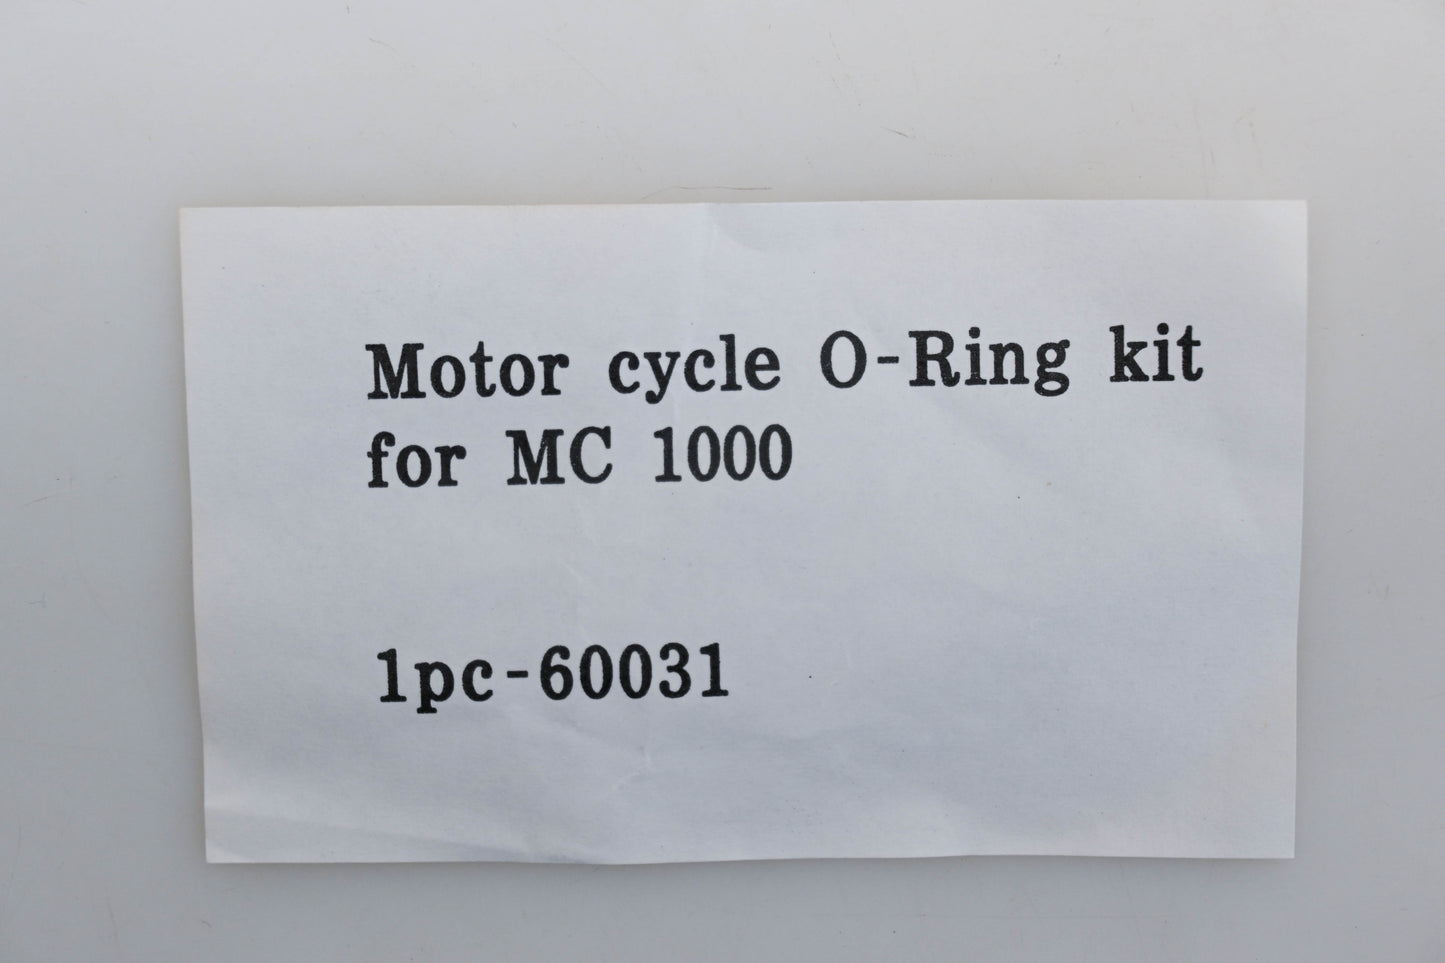 Motor cycle O-Ring kit
for MC 1000
1pc-60031